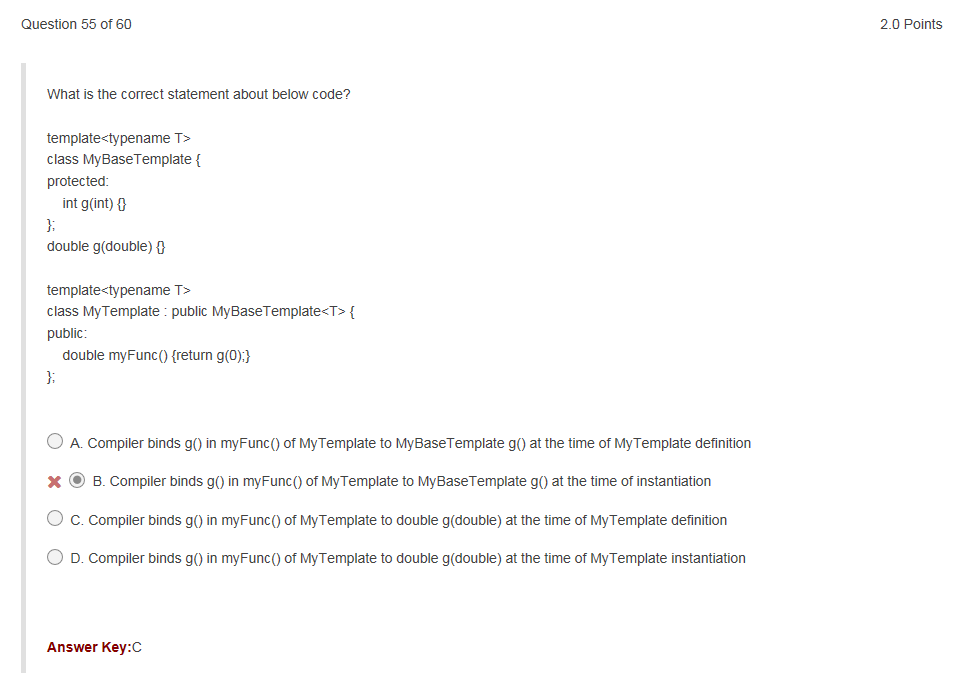 Question 55 of 60
2.0 Points
What is the correct statement about below code?
template<typename T>
class MyBaseTemplate {
protected:
int g(int) {}
};
double g(double) {}
template<typename T>
class MyTemplate : public MyBaseTemplate<T> {
public:
double myFunc() {return g(0);}
};
A. Compiler binds g() in myFunc() of MyTemplate to MyBaseTemplate g() at the time of MyTemplate definition
B. Compiler binds g() in myFunc() of MyTemplate to MyBaseTemplate g() at the time of instantiation
C. Compiler binds g() in myFunc() of MyTemplate to double g(double) at the time of MyTemplate definition
D. Compiler binds g() in myFunc() of MyTemplate to double g(double) at the time of MyTemplate instantiation
Answer Key:C